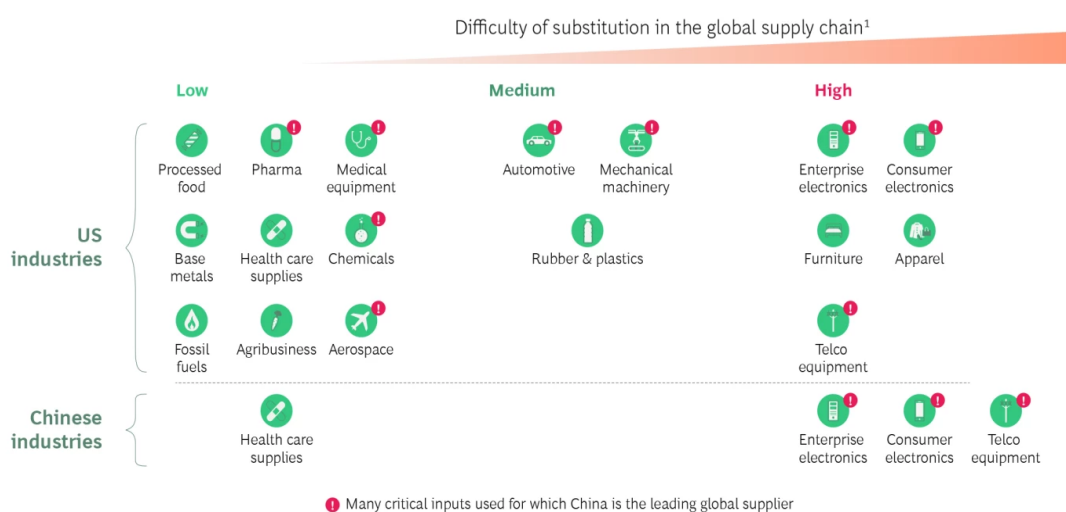 Difficulty of substitution in the global supply chain¹
Low Medium High
! ! ! ! ! !
Processed Pharma Medical Automotive Mechanical Enterprise Consumer
food equipment machinery electronics electronics
US
industries
!
Base Health care Chemicals Rubber & plastics Furniture Apparel
metals supplies
! !
Fossil Agribusiness Aerospace Telco
fuels equipment
Chinese
industries
! ! !
Health care Enterprise Consumer Telco
supplies electronics electronics equipment
! Many critical inputs used for which China is the leading global supplier